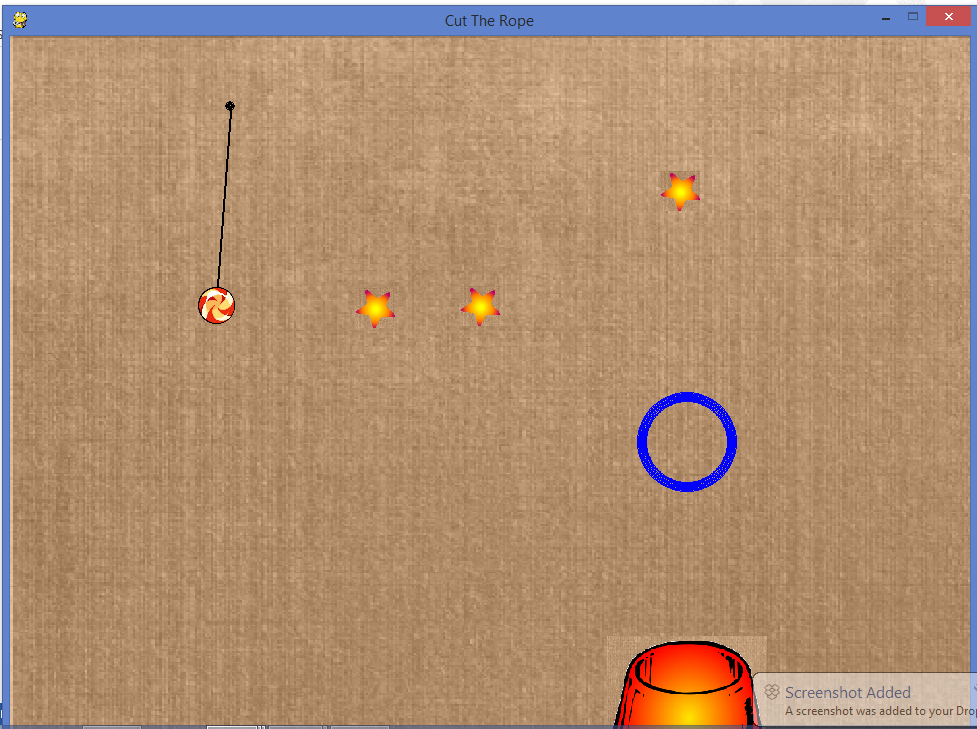 Cut The Rope
Screenshot Added
A screenshot was added to your Drop